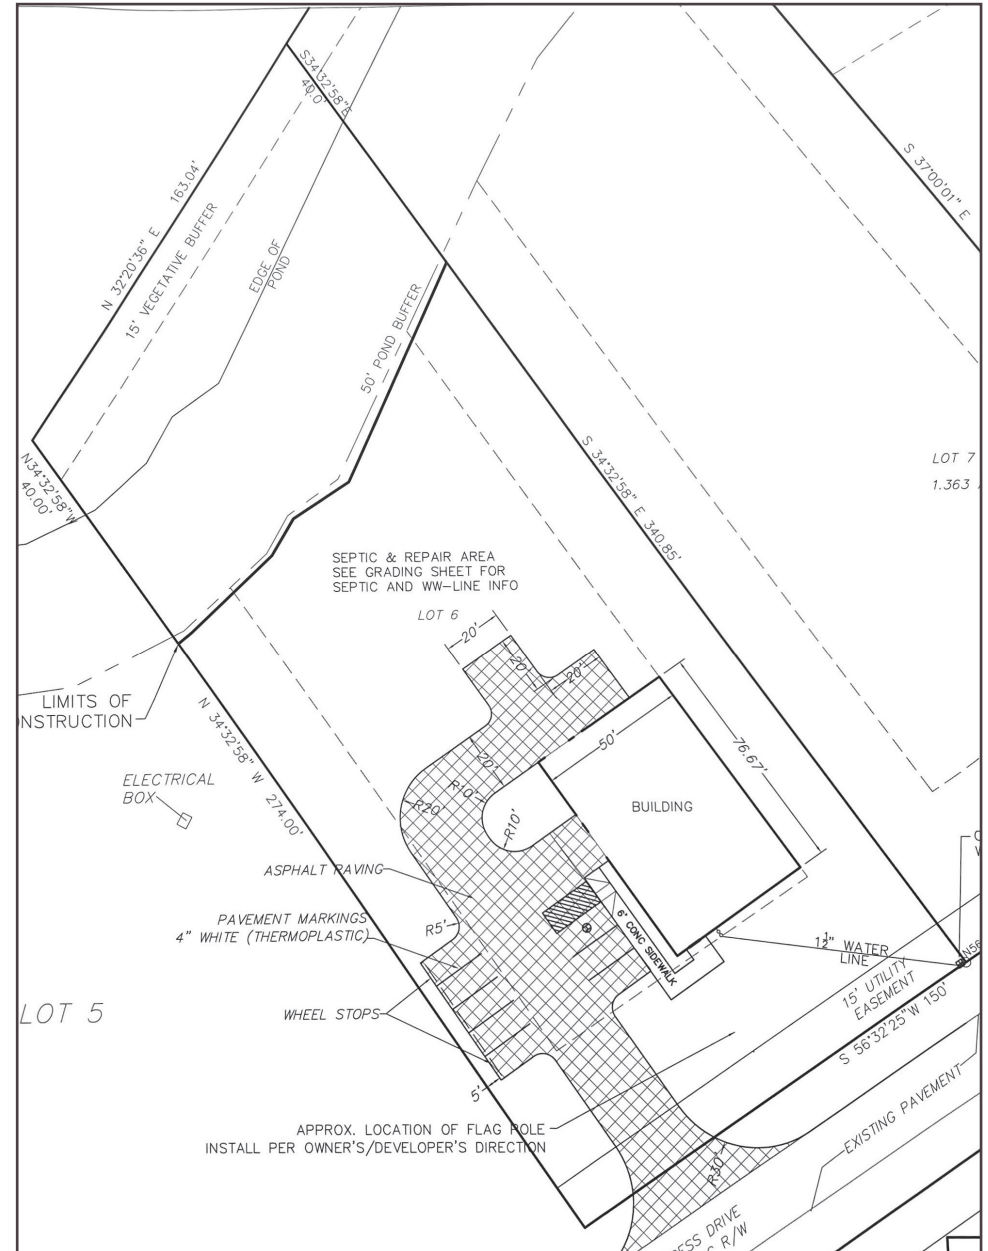 S34°32'58"E
40.0'
N 32°20'36" E 163.04'
15' VEGETATIVE BUFFER
EDGE OF
POND
50' POND BUFFER
S 37°00'01" E
N34°32'58"W
40.00'
S 34°32'58" E 340.85'
LOT 7
1.363
SEPTIC & REPAIR AREA
SEE GRADING SHEET FOR
SEPTIC AND WW-LINE INFO
LOT 6
20'
20'
20'
LIMITS OF
NSTRUCTION
N 34°32'58" W 274.00'
50'
76.67'
20'
R10'
R20'
R10'
BUILDING
ELECTRICAL
BOX
ASPHALT PAVING
PAVEMENT MARKINGS
4" WHITE (THERMOPLASTIC)
R5'
6' CONC SIDEWALK
1½" WATER
LINE
N56
15' UTILITY
EASEMENT
S 56°32'25"W 150'
LOT 5
WHEEL STOPS
5'
APPROX. LOCATION OF FLAG POLE
INSTALL PER OWNER'S/DEVELOPER'S DIRECTION
R30'
EXISTING PAVEMENT
ESS DRIVE
R/W